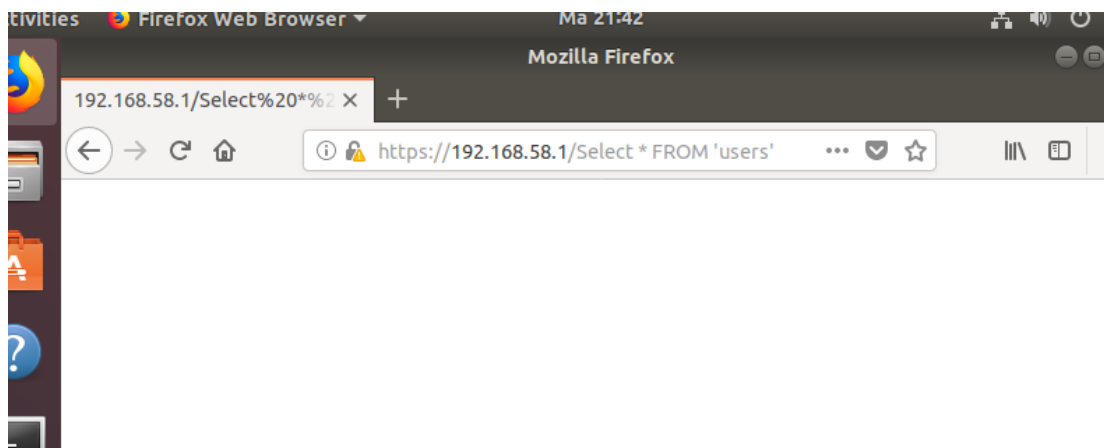 ctivities Firefox Web Browser Ma 21:42
Mozilla Firefox
192.168.58.1/Select%20*%2
https://192.168.58.1/Select * FROM 'users'